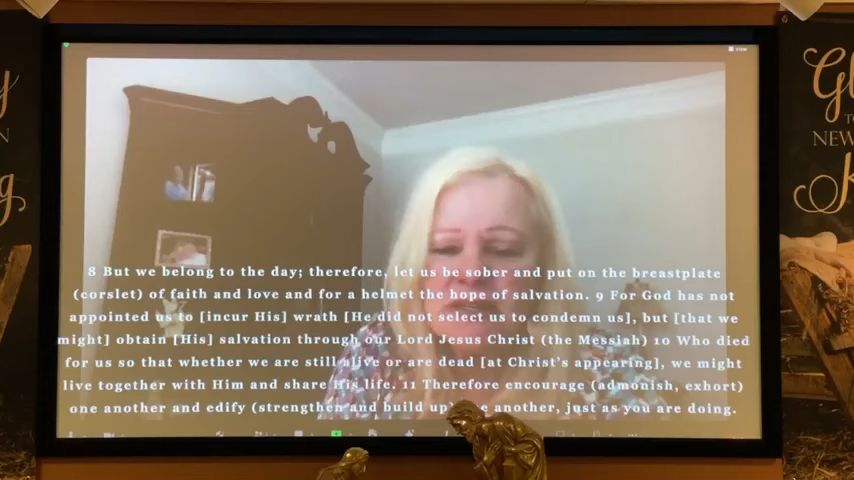 8 But we belong to the day; therefore, let us be sober and put on the breastplate
(corslet) of faith and love and for a helmet the hope of salvation. 9 For God has not
appointed us to [incur His] wrath [He did not select us to condemn us], but [that we
might] obtain [His] salvation through our Lord Jesus Christ (the Messiah) 10 Who died
for us so that whether we are still alive or are dead [at Christ's appearing], we might
live together with Him and share His life. 11 Therefore encourage (admonish, exhort)
one another and edify (strengthen and build up) another, just as you are doing.
NEW